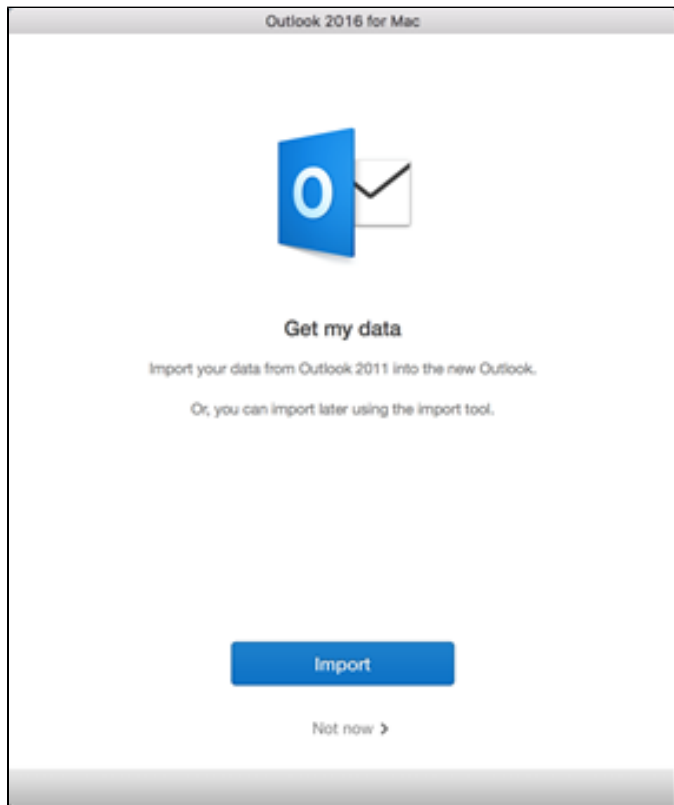 Outlook 2016 for Mac
O
Get my data
Import your data from Outlook 2011 into the new Outlook.
Or, you can import later using the import tool.
Import
Not now >